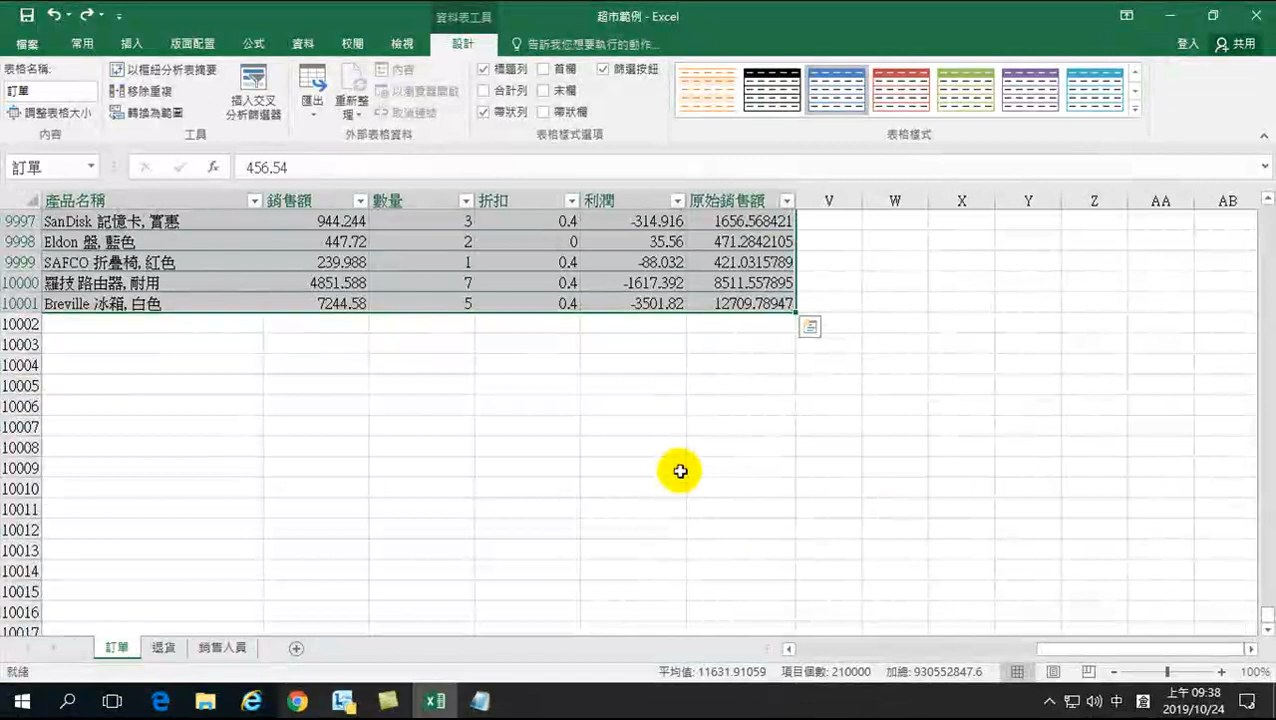 資料表工具
超市範例 - Excel
檔案 常用 插入 版面配置 公式 資料 校閱 檢視 設計 告訴我您想要執行的動作... 登入 共用
表格名稱: 以樞紐分析表摘要 內容 標題列 首欄 篩選按鈕
訂單 移除重複 以瀏覽器開啟 合計列 末欄
調整表格大小 轉換為範圍 取消連結 帶狀列 帶狀欄
插入交叉
分析篩選器
匯出
重新整
理
內容 工具 外部表格資料 表格樣式選項 表格樣式
訂單 fx 456.54
產品名稱 銷售額 數量 折扣 利潤 原始銷售額 V W X Y Z AA AB
9997 SanDisk 記憶卡, 實惠 944.244 3 0.4 -314.916 1656.568421
9998 Eldon 盤, 藍色 447.72 2 0 35.56 471.2842105
9999 SAFCO 折疊椅, 紅色 239.988 1 0.4 -88.032 421.0315789
10000 羅技 路由器, 耐用 4851.588 7 0.4 -1617.392 8511.557895
10001 Breville 冰箱, 白色 7244.58 5 0.4 -3501.82 12709.78947
10002
10003
10004
10005
10006
10007
10008
10009
10010
10011
10012
10013
10014
10015
10016
10017
訂單 退貨 銷售人員
就緒 平均值: 11631.91059 項目個數: 210000 加總: 930552847.6 100%
中 上午 09:38
2019/10/24